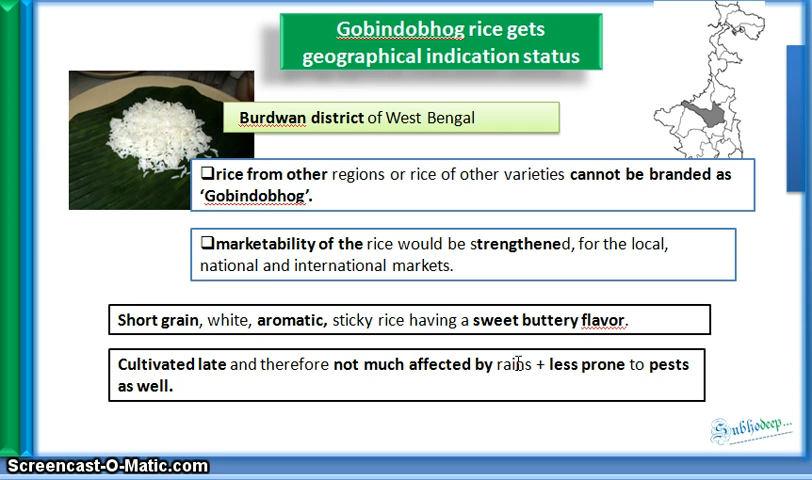 Gobindobhog rice gets
geographical indication status
Burdwan district of West Bengal
❑rice from other regions or rice of other varieties cannot be branded as
‘Gobindobhog’.
❑marketability of the rice would be strengthened, for the local,
national and international markets.
Short grain, white, aromatic, sticky rice having a sweet buttery flavor.
Cultivated late and therefore not much affected by rains + less prone to pests
as well.
Subhodeep...
Screencast-O-Matic.com